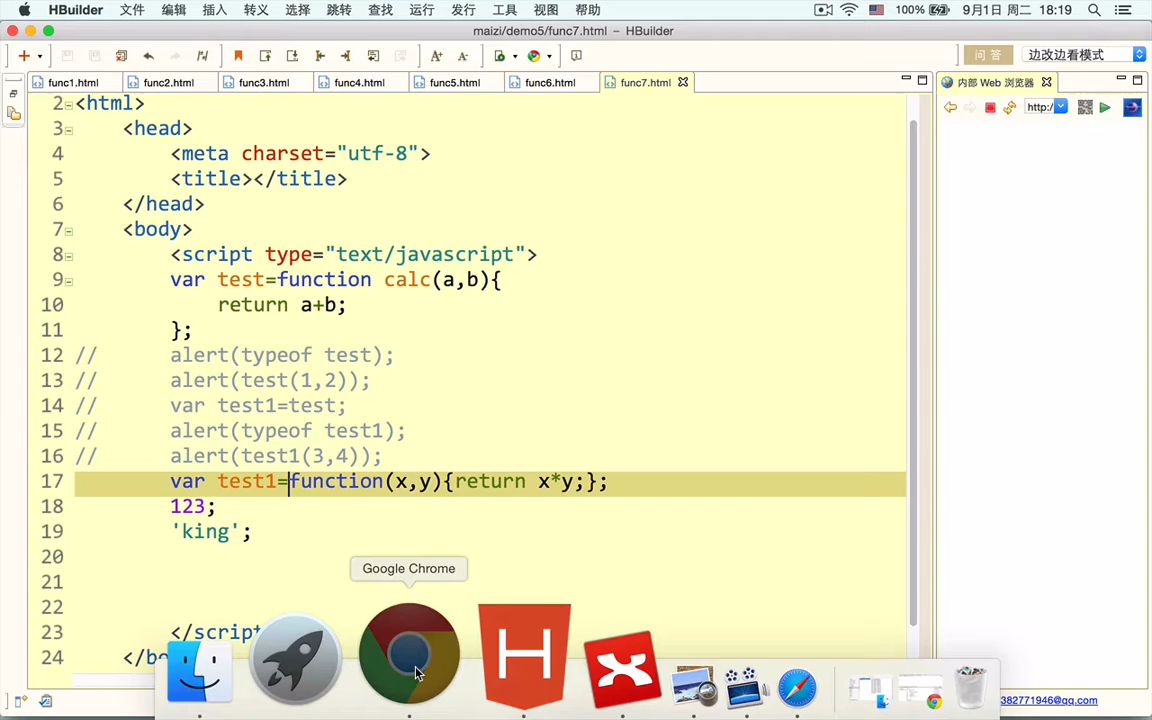 HBuilder 文件 编辑 插入 转义 选择 跳转 查找 运行 发行 工具 视图 帮助 100% 9月1日 周二 18:19
maizi/demo5/func7.html – HBuilder
问 答 边改边看模式
func1.html func2.html func3.html func4.html func5.html func6.html func7.html 内部 Web 浏览器
http:/
2 <html>
3 <head>
4 <meta charset="utf-8">
5 <title></title>
6 </head>
7 <body>
8 <script type="text/javascript">
9 var test=function calc(a,b){
10 return a+b;
11 };
12 // alert(typeof test);
13 // alert(test(1,2));
14 // var test1=test;
15 // alert(typeof test1);
16 // alert(test1(3,4));
17 var test1=function(x,y){return x*y;};
18 123;
19 'king';
20
21
22
Google Chrome
23 </script
24 </bo
382771946@qq.com